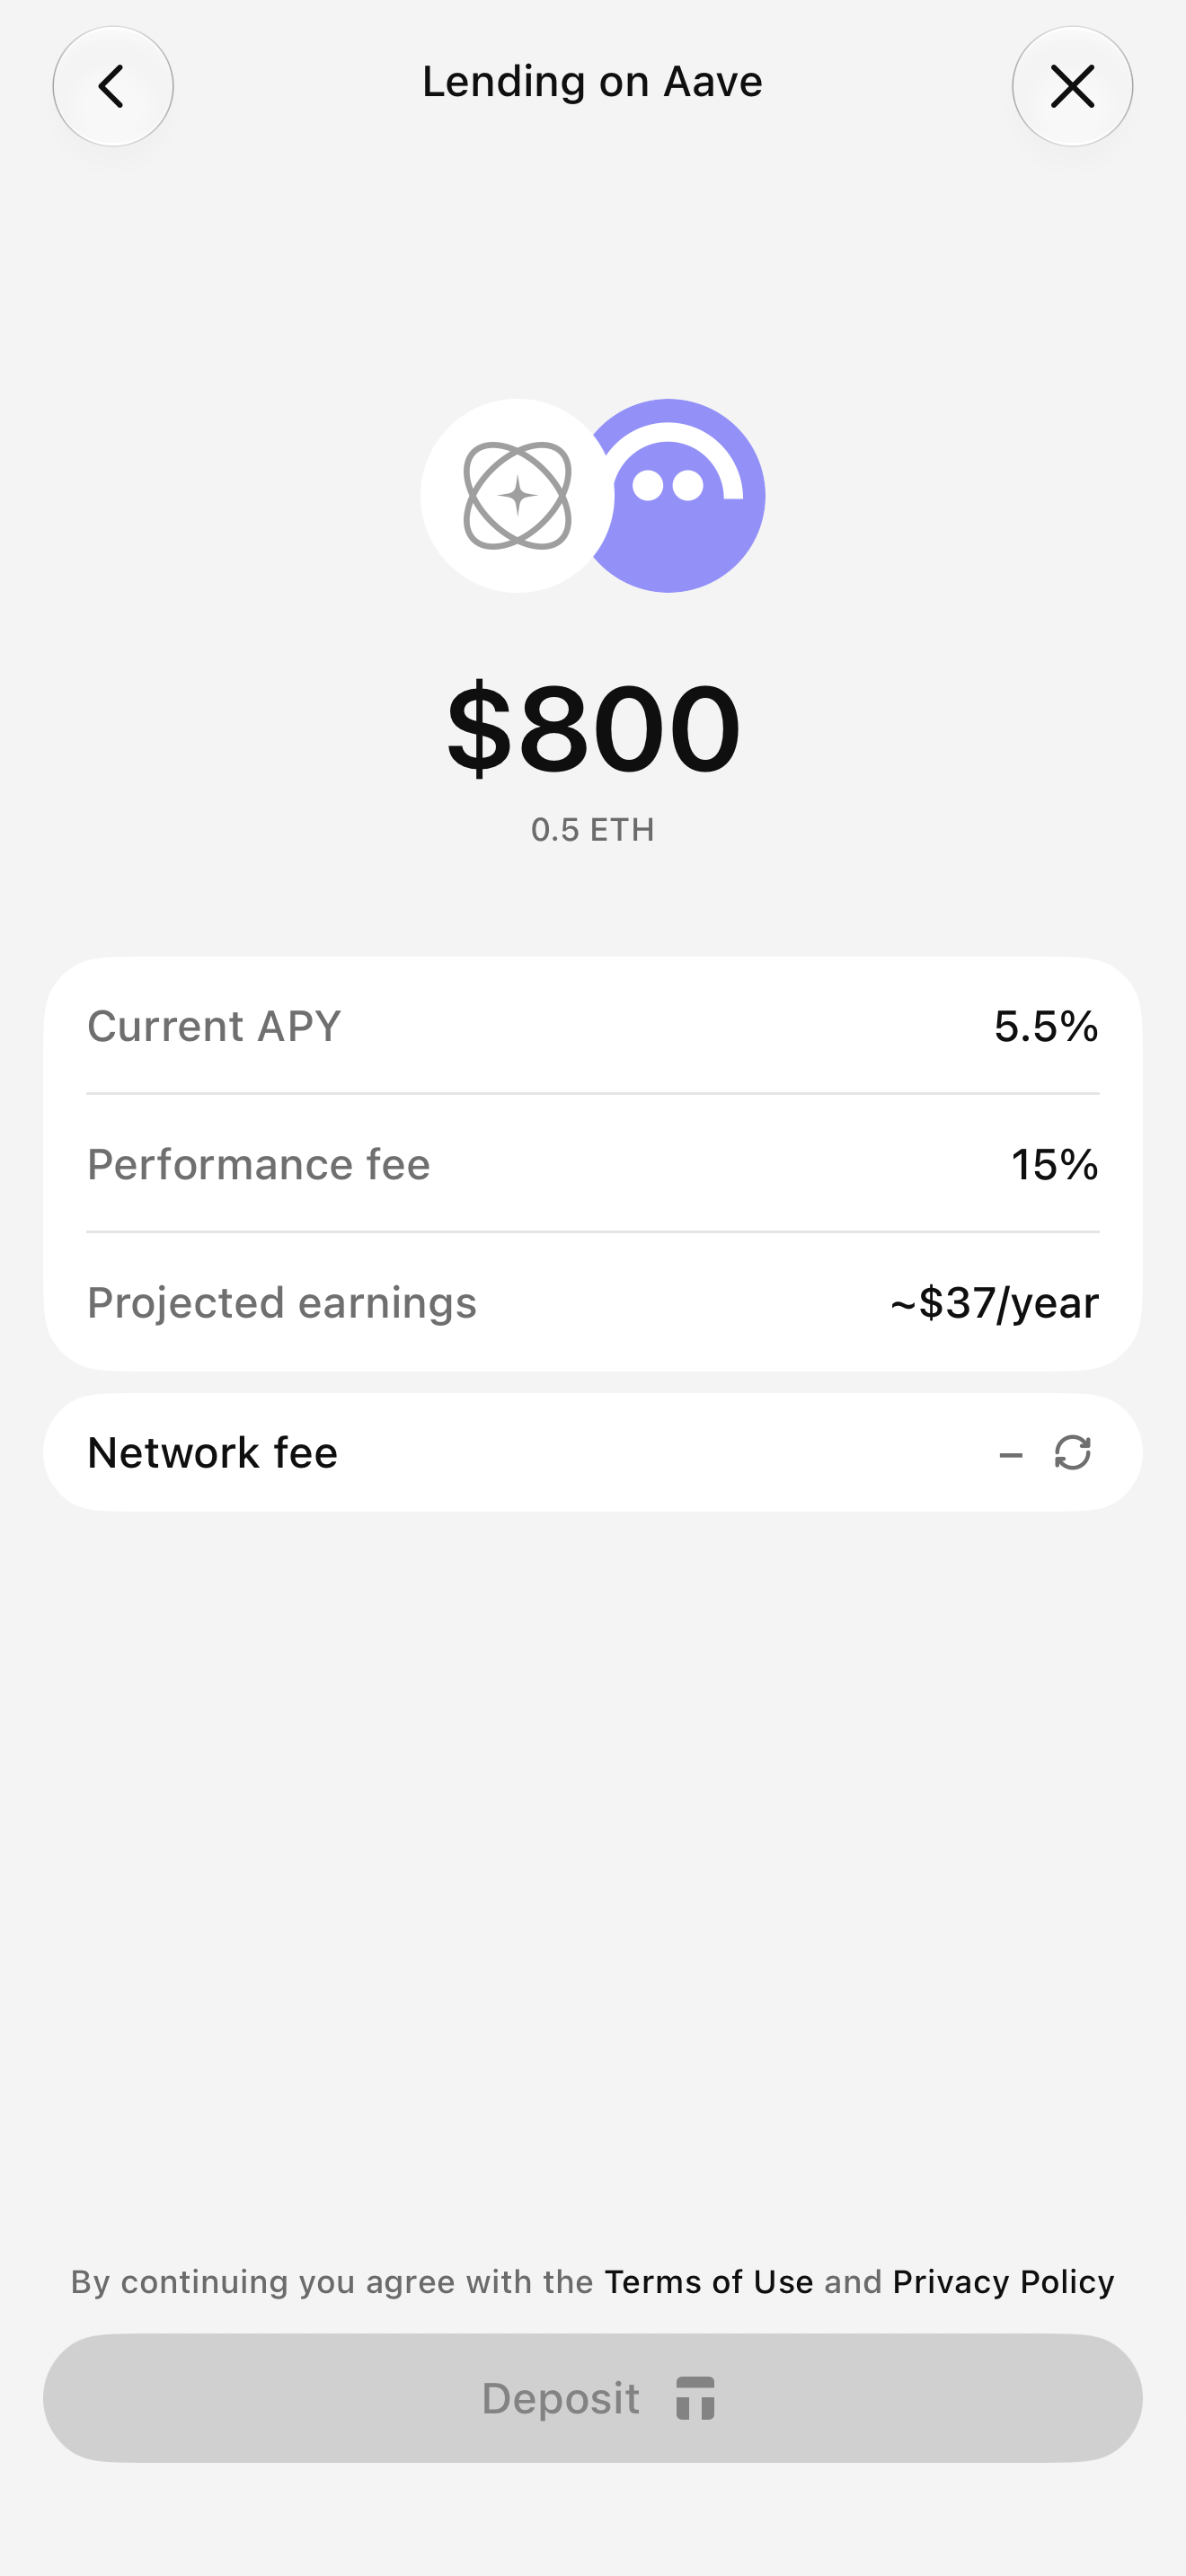 Lending on Aave
$800
0.5 ETH
Current APY 5.5%
Performance fee 15%
Projected earnings ~$37/year
Network fee –
By continuing you agree with the Terms of Use and Privacy Policy
Deposit